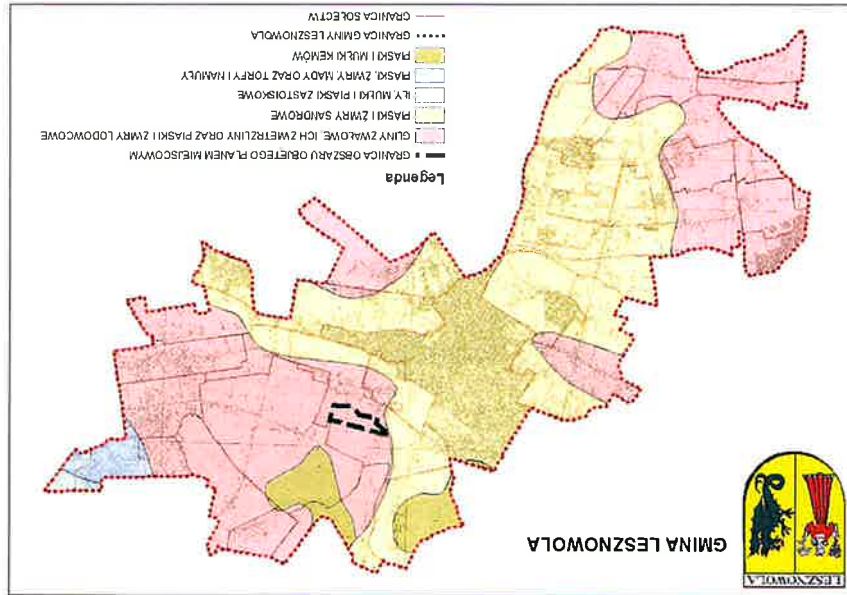 LESZNOWOLA
GMINA LESZNOWOLA
Legenda
GRANICA OBSZARU OBJĘTEGO PLANEM MIEJSCOWYM
GLINY ZWAŁOWE, ICH ZWIETRZELINY ORAZ PIASKI I ŻWIRY LODOWCOWE
PIASKI I ŻWIRY SANDROWE
IŁY, MUŁKI I PIASKI ZASTOISKOWE
PIASKI, ŻWIRY, MADY ORAZ TORFY I NAMUŁY
PIASKI I MUŁKI KEMÓW
GRANICA GMINY LESZNOWOLA
GRANICA SOŁECTW